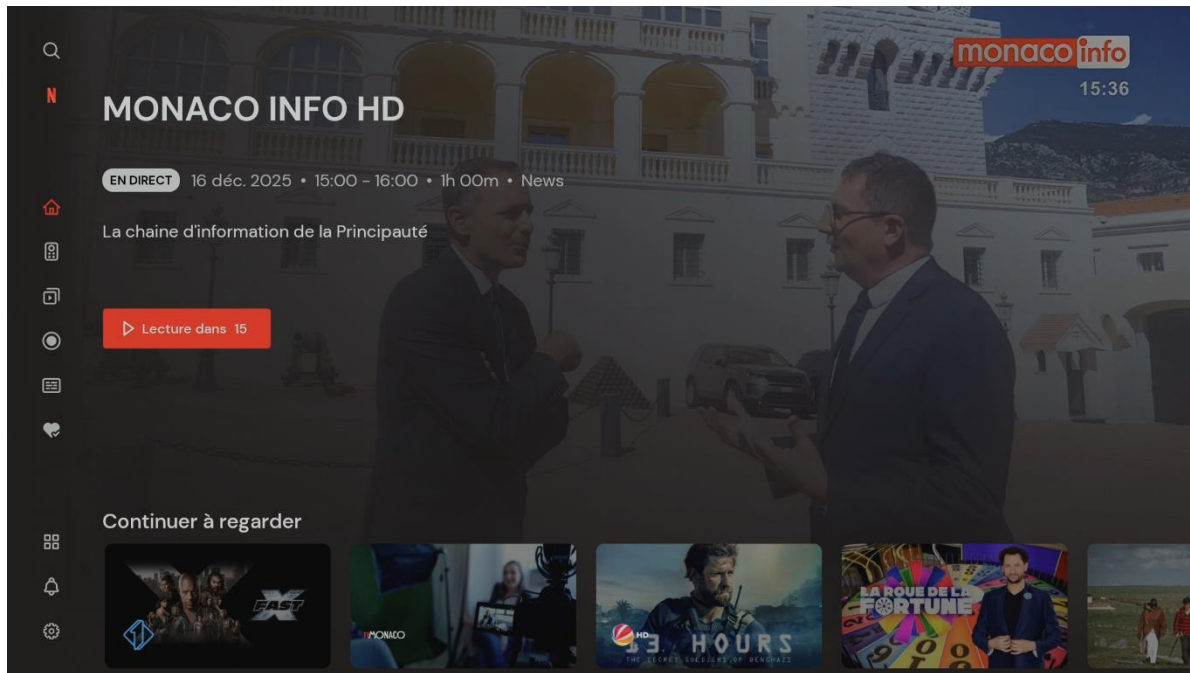 monaco info
15:36
MONACO INFO HD
EN DIRECT 16 déc. 2025 • 15:00 – 16:00 • 1h 00m • News
La chaine d'information de la Principauté
Lecture dans 15
Continuer à regarder
FAST X
TVMONACO
HD
13 HOURS
THE SECRET SOLDIERS OF BENGHAZI
LA ROUE DE LA
FORTUNE